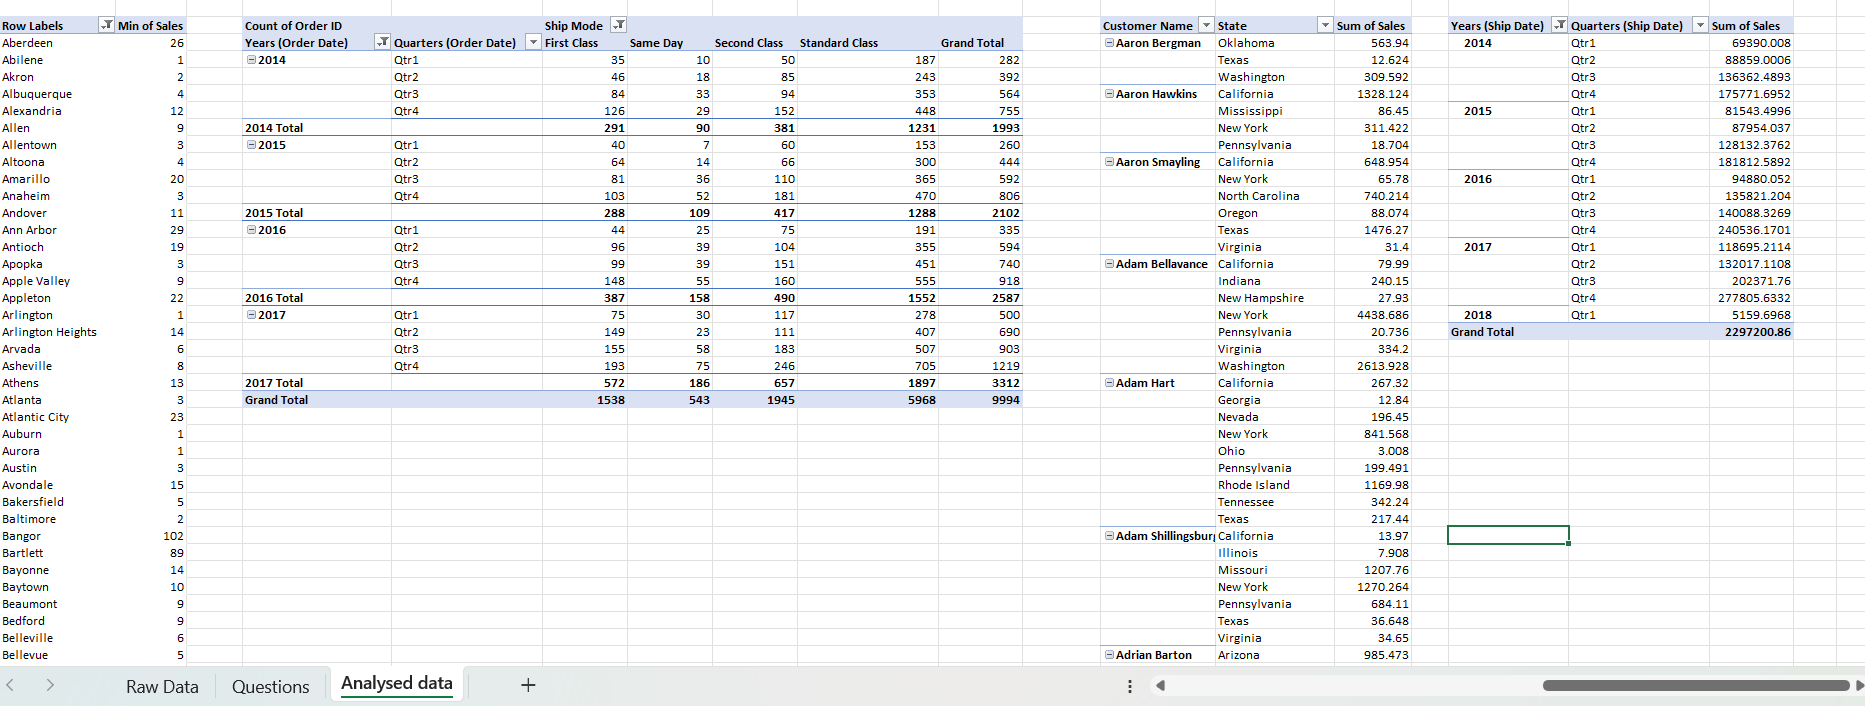 Row Labels Min of Sales Count of Order ID Ship Mode Customer Name State Sum of Sales Years (Ship Date) Quarters (Ship Date) Sum of Sales
Aberdeen 26 Years (Order Date) Quarters (Order Date) First Class Same Day Second Class Standard Class Grand Total Aaron Bergman Oklahoma 563.94 2014 Qtr1 69390.008
Abilene 1 2014 Qtr1 35 10 50 187 282 Texas 12.624 Qtr2 88859.0006
Akron 2 Qtr2 46 18 85 243 392 Washington 309.592 Qtr3 136362.4893
Albuquerque 4 Qtr3 84 33 94 353 564 Aaron Hawkins California 1328.124 Qtr4 175771.6952
Alexandria 12 Qtr4 126 29 152 448 755 Mississippi 86.45 2015 Qtr1 81543.4996
Allen 9 2014 Total 291 90 381 1231 1993 New York 311.422 Qtr2 87954.037
Allentown 3 2015 Qtr1 40 7 60 153 260 Pennsylvania 18.704 Qtr3 128132.3762
Altoona 4 Qtr2 64 14 66 300 444 Aaron Smayling California 648.954 Qtr4 181812.5892
Amarillo 20 Qtr3 81 36 110 365 592 New York 65.78 2016 Qtr1 94880.052
Anaheim 3 Qtr4 103 52 181 470 806 North Carolina 740.214 Qtr2 135821.204
Andover 11 2015 Total 288 109 417 1288 2102 Oregon 88.074 Qtr3 140088.3269
Ann Arbor 29 2016 Qtr1 44 25 75 191 335 Texas 1476.27 Qtr4 240536.1701
Antioch 19 Qtr2 96 39 104 355 594 Virginia 31.4 2017 Qtr1 118695.2114
Apopka 3 Qtr3 99 39 151 451 740 Adam Bellavance California 79.99 Qtr2 132017.1108
Apple Valley 9 Qtr4 148 55 160 555 918 Indiana 240.15 Qtr3 202371.76
Appleton 22 2016 Total 387 158 490 1552 2587 New Hampshire 27.93 Qtr4 277805.6332
Arlington 1 2017 Qtr1 75 30 117 278 500 New York 4438.686 2018 Qtr1 5159.6968
Arlington Heights 14 Qtr2 149 23 111 407 690 Pennsylvania 20.736 Grand Total 2297200.86
Arvada 6 Qtr3 155 58 183 507 903 Virginia 334.2
Asheville 8 Qtr4 193 75 246 705 1219 Washington 2613.928
Athens 13 2017 Total 572 186 657 1897 3312 Adam Hart California 267.32
Atlanta 3 Grand Total 1538 543 1945 5968 9994 Georgia 12.84
Atlantic City 23 Nevada 196.45
Auburn 1 New York 841.568
Aurora 1 Ohio 3.008
Austin 3 Pennsylvania 199.491
Avondale 15 Rhode Island 1169.98
Bakersfield 5 Tennessee 342.24
Baltimore 2 Texas 217.44
Bangor 102 Adam Shillingsburg California 13.97
Bartlett 89 Illinois 7.908
Bayonne 14 Missouri 1207.76
Baytown 10 New York 1270.264
Beaumont 9 Pennsylvania 684.11
Bedford 9 Texas 36.648
Belleville 6 Virginia 34.65
Bellevue 5 Adrian Barton Arizona 985.473
Raw Data Questions Analysed data